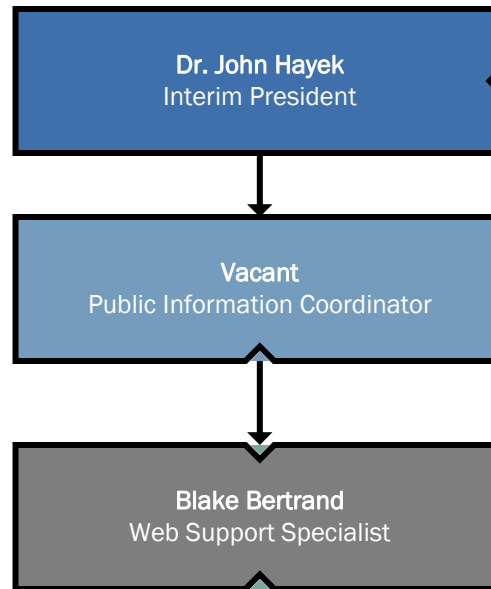 Dr. John Hayek
Interim President
Vacant
Public Information Coordinator
Blake Bertrand
Web Support Specialist